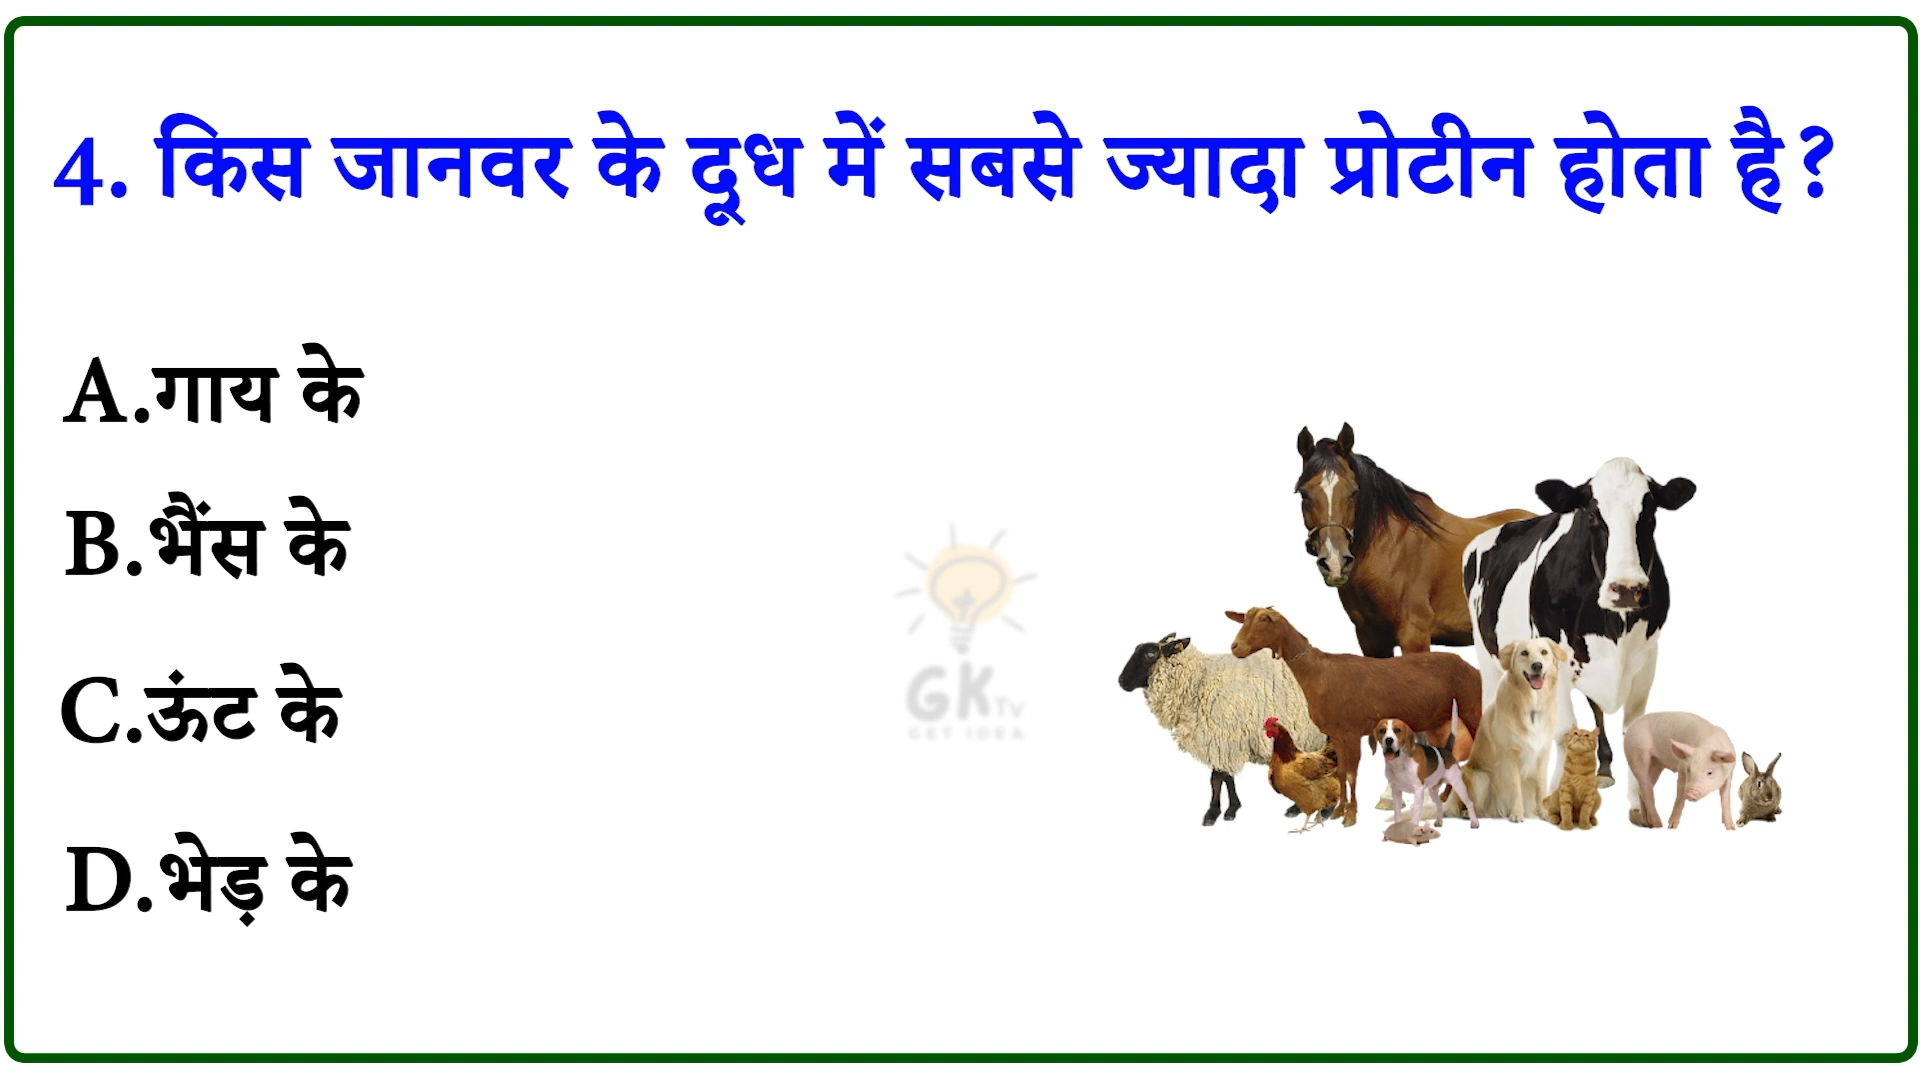 4. किस जानवर के दूध में सबसे ज्यादा प्रोटीन होता है?
A.गाय के
B.भैंस के
C.ऊंट के
D.भेड़ के
GK TV
GET IDEA